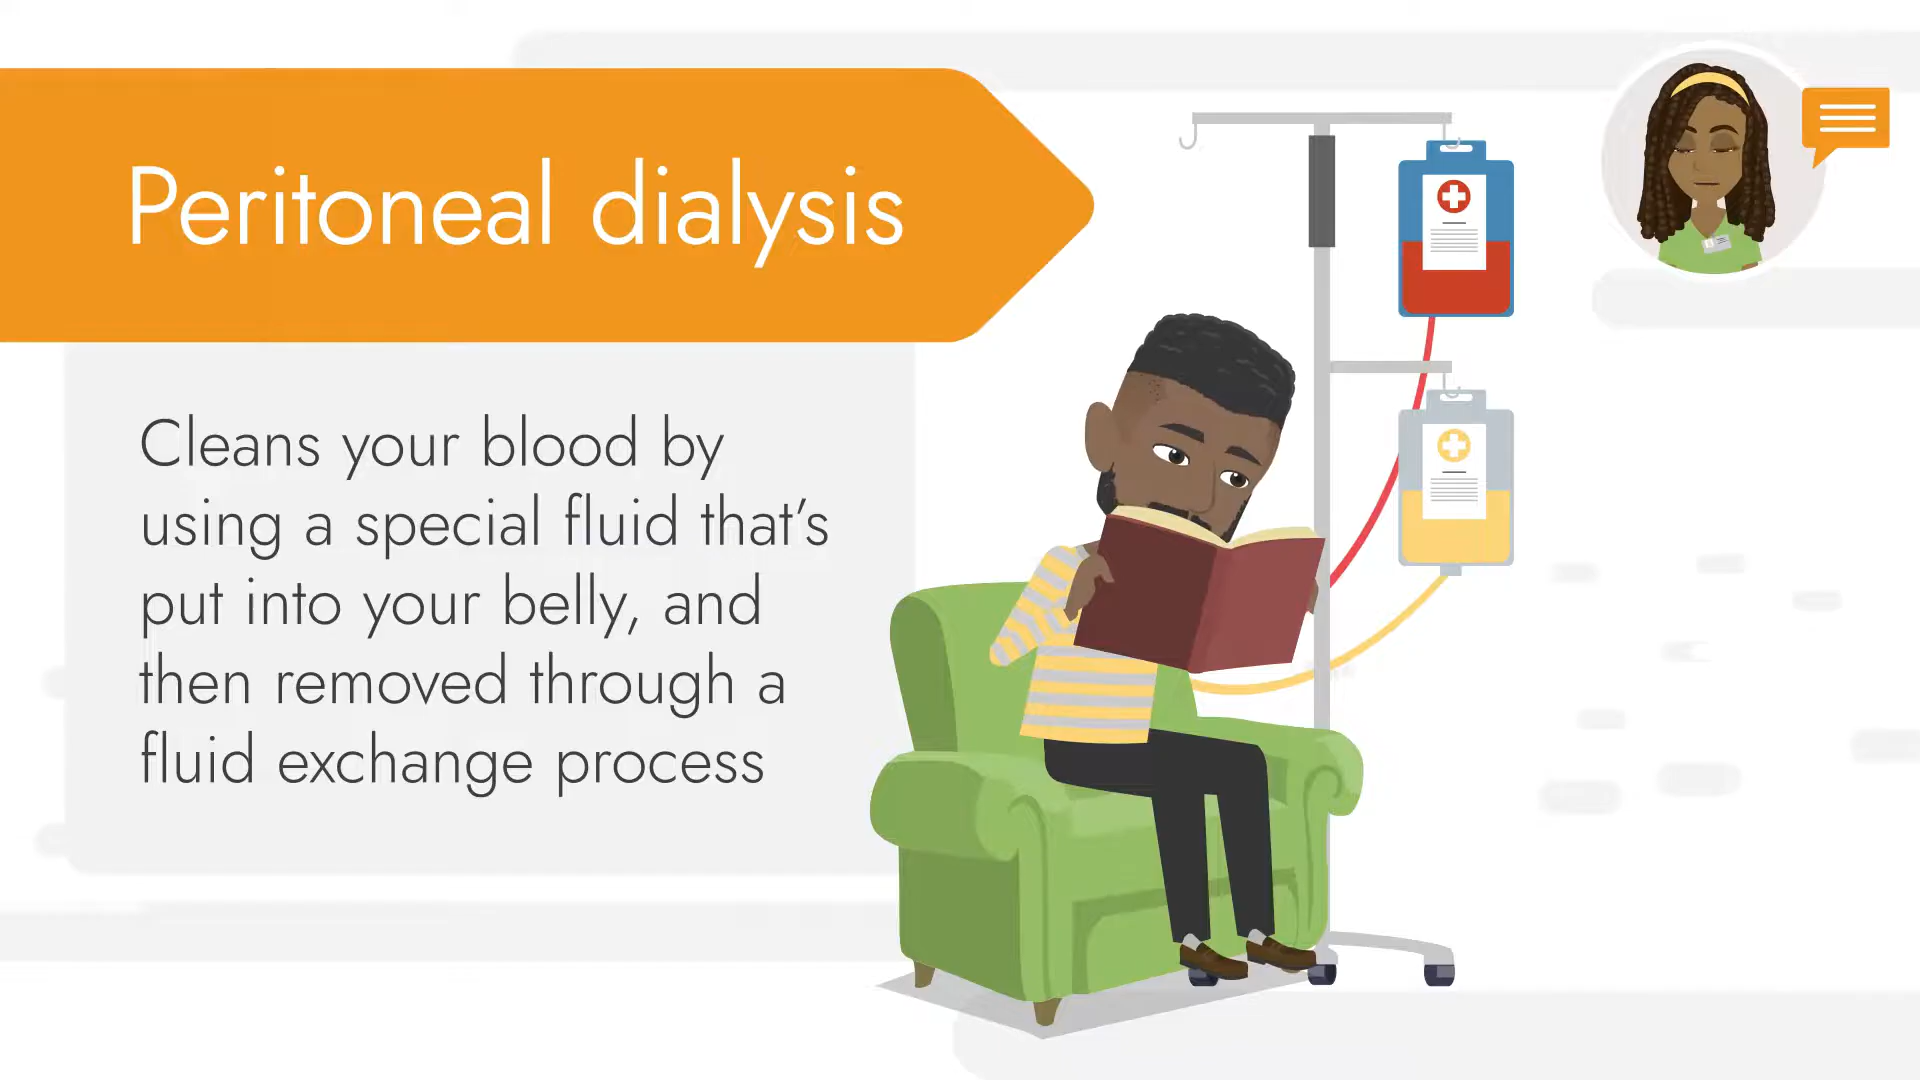 Peritoneal dialysis
Cleans your blood by
using a special fluid that's
put into your belly, and
then removed through a
fluid exchange process